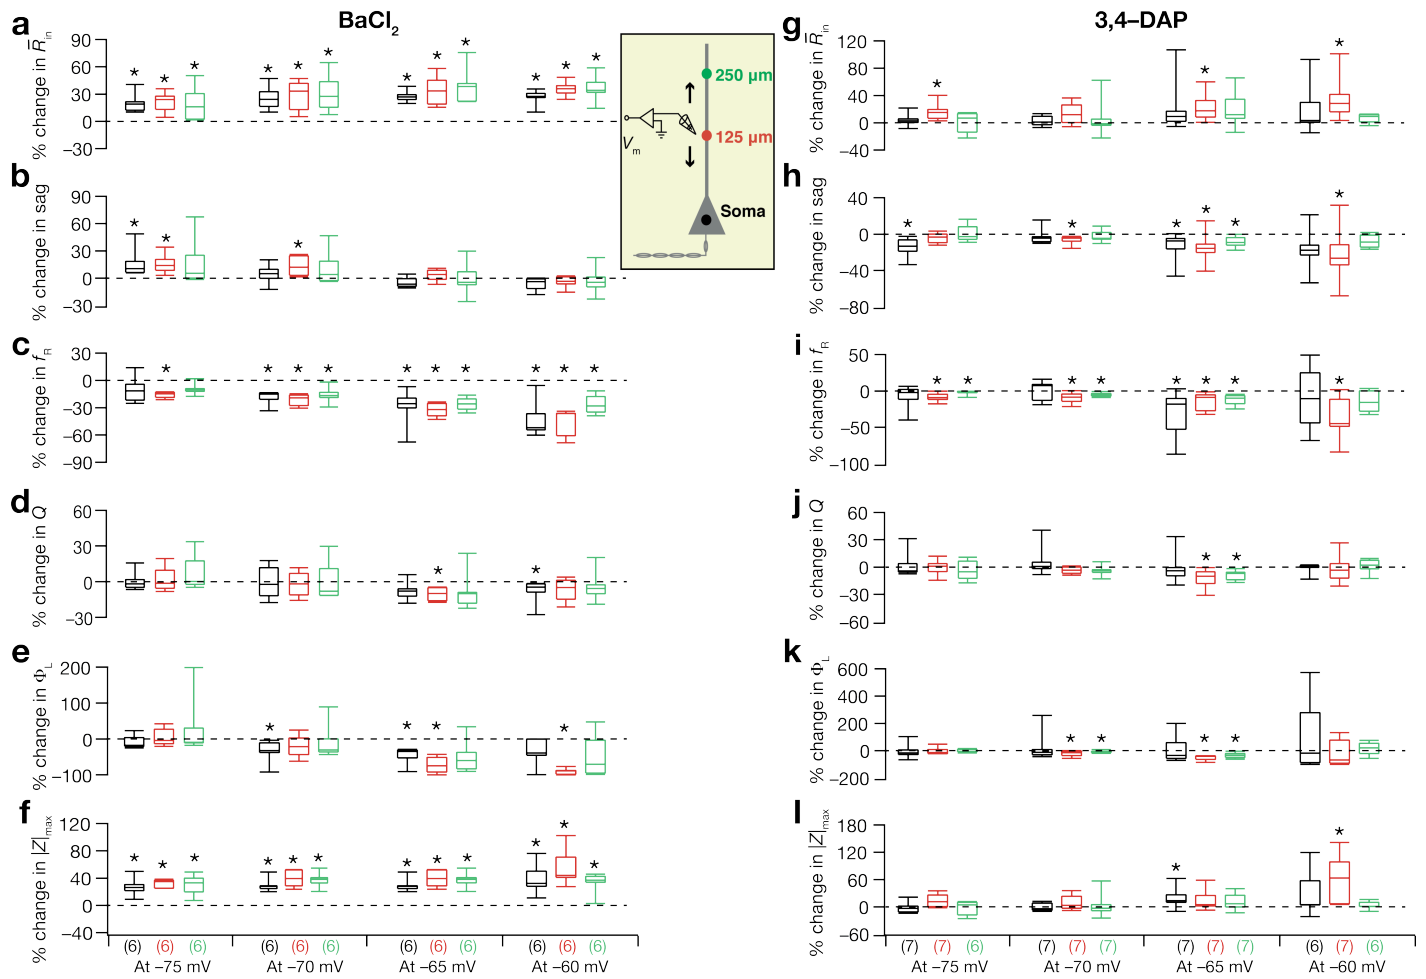 BaCl2
3,4–DAP
a
% change in R̅in
90
60
30
0
–30
* * * * * * * * * * * *
250 µm
125 µm
Vm
Soma
b
% change in sag
90
60
30
0
–30
* * *
c
% change in fR
30
0
–30
–60
–90
* * * * * * * * * *
d
% change in Q
60
30
0
–30
* *
e
% change in ΦL
200
100
0
–100
* * * *
f
% change in |Z|max
120
80
40
0
–40
* * * * * * * * * * * *
(6) (6) (6) (6) (6) (6) (6) (6) (6) (6) (6) (6)
At –75 mV At –70 mV At –65 mV At –60 mV
g
% change in R̅in
120
80
40
0
–40
* * *
h
% change in sag
40
0
–40
–80
* * * * * *
i
% change in fR
50
0
–50
–100
* * * * * * * *
j
% change in Q
60
30
0
–30
–60
* *
k
% change in ΦL
600
400
200
0
–200
* * * *
l
% change in |Z|max
180
120
60
0
–60
* *
(7) (7) (6) (7) (7) (7) (7) (7) (7) (6) (7) (6)
At –75 mV At –70 mV At –65 mV At –60 mV